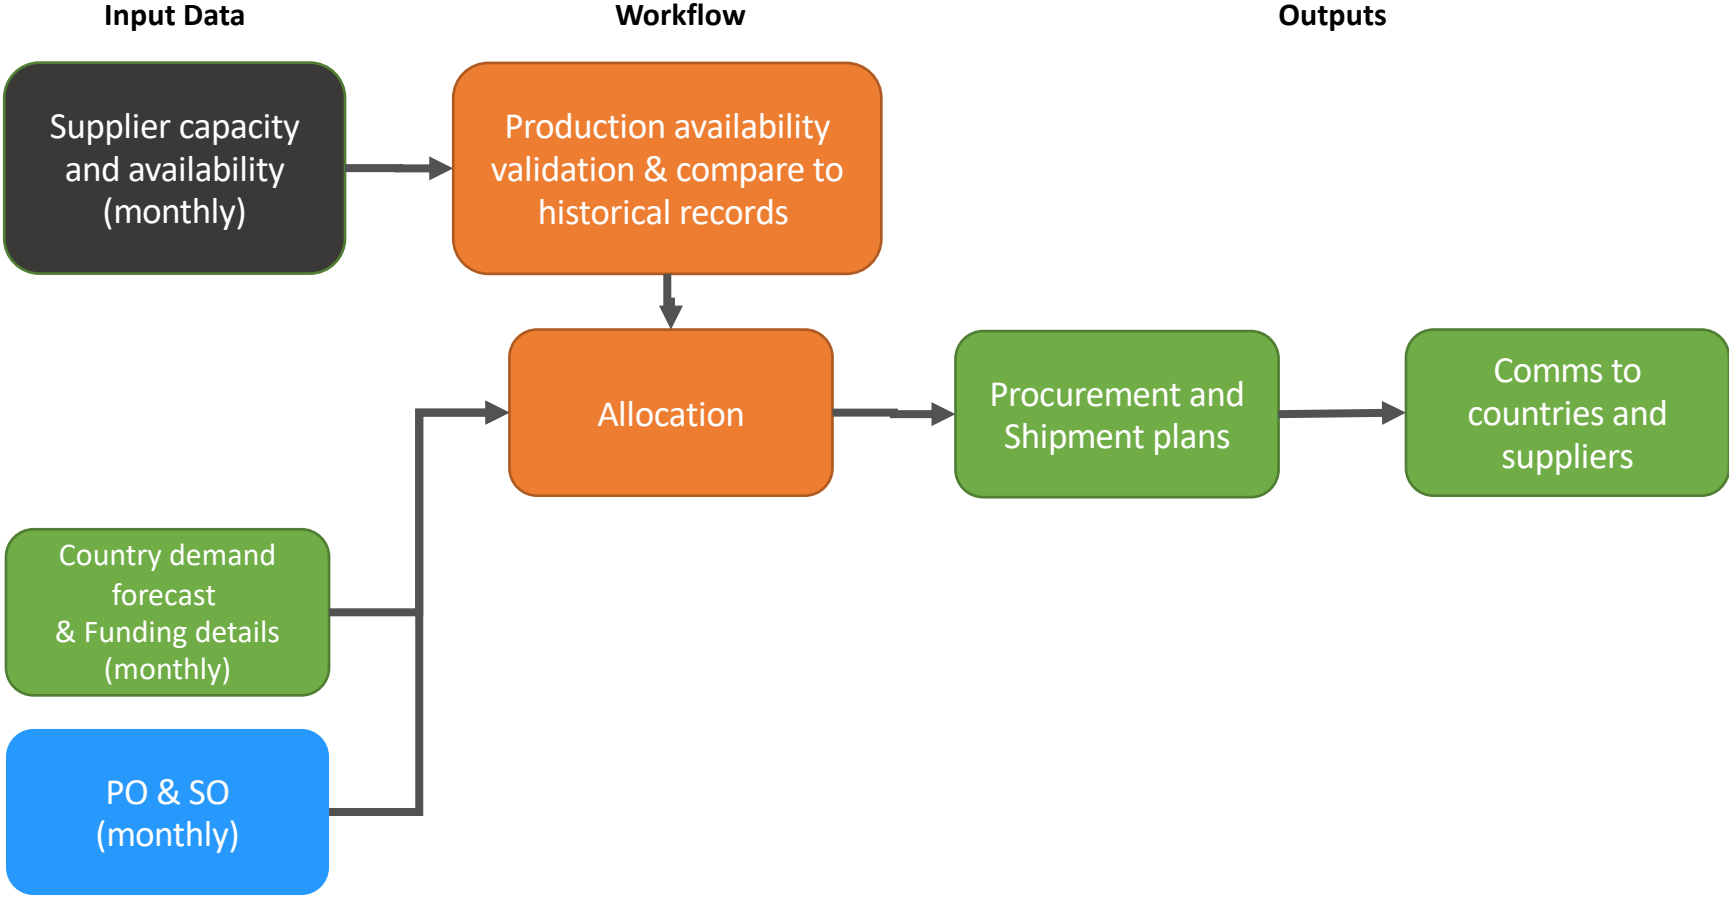 Input Data
Workflow
Outputs
Supplier capacity
and availability
(monthly)
Production availability
validation & compare to
historical records
Allocation
Procurement and
Shipment plans
Comms to
countries and
suppliers
Country demand
forecast
& Funding details
(monthly)
PO & SO
(monthly)